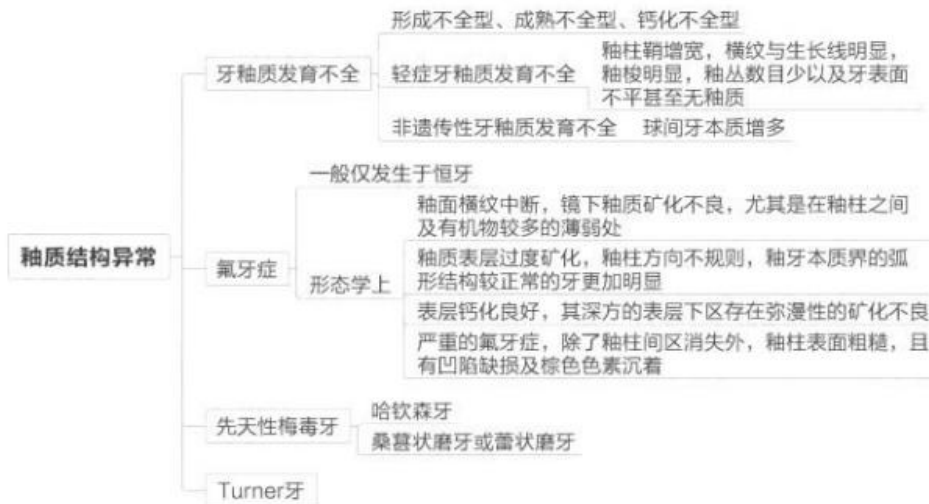 釉质结构异常
牙釉质发育不全
形成不全型、成熟不全型、钙化不全型
轻症牙釉质发育不全
釉柱鞘增宽，横纹与生长线明显，
釉梭明显，釉丛数目少以及牙表面
不平甚至无釉质
非遗传性牙釉质发育不全
球间牙本质增多
氟牙症
一般仅发生于恒牙
形态学上
釉面横纹中断，镜下釉质矿化不良，尤其是在釉柱之间
及有机物较多的薄弱处
釉质表层过度矿化，釉柱方向不规则，釉牙本质界的弧
形结构较正常的牙更加明显
表层钙化良好，其深方的表层下区存在弥漫性的矿化不良
严重的氟牙症，除了釉柱间区消失外，釉柱表面粗糙，且
有凹陷缺损及棕色色素沉着
先天性梅毒牙
哈钦森牙
桑葚状磨牙或蕾状磨牙
Turner牙